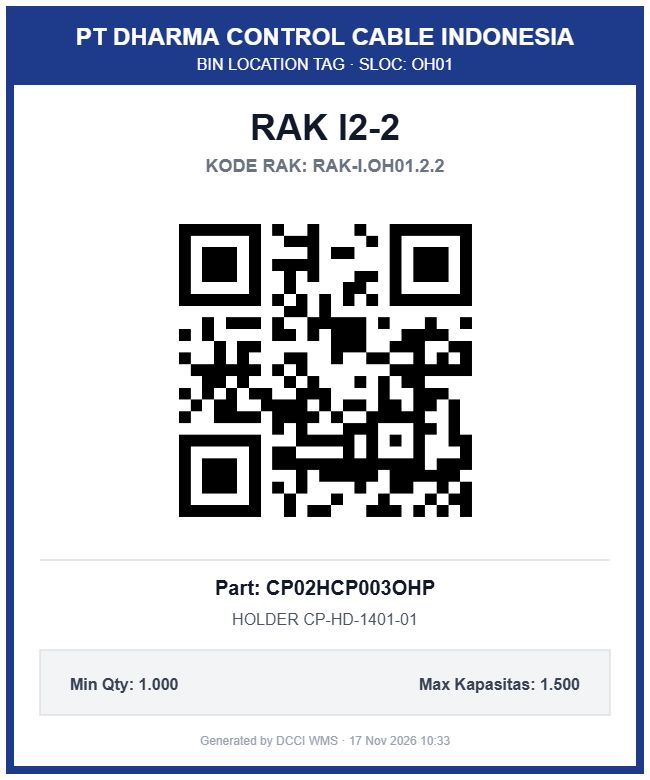 PT DHARMA CONTROL CABLE INDONESIA
BIN LOCATION TAG · SLOC: OH01
RAK I2-2
KODE RAK: RAK-I.OH01.2.2
Part: CP02HCP003OHP
HOLDER CP-HD-1401-01
Min Qty: 1.000
Max Kapasitas: 1.500
Generated by DCCI WMS · 17 Nov 2026 10:33